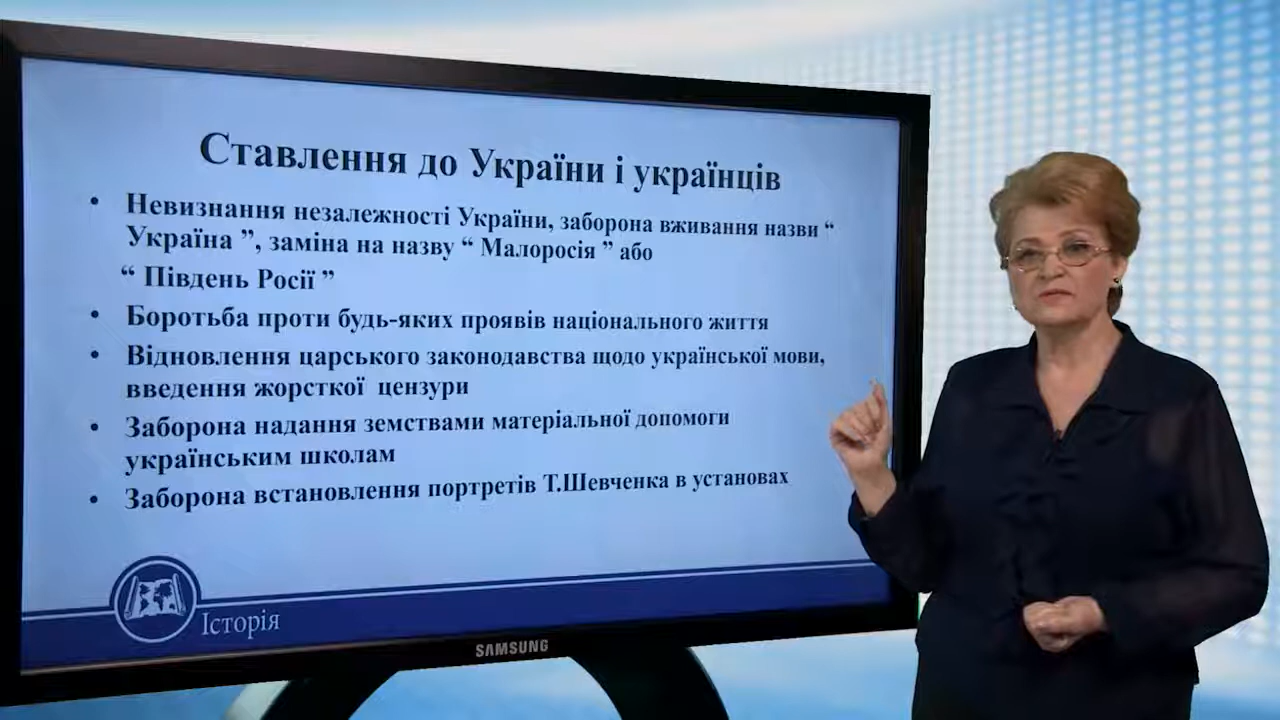 Ставлення до України і українців
• Невизнання незалежності України, заборона вживання назви “
Україна ”, заміна на назву “ Малоросія ” або
“ Південь Росії ”
• Боротьба проти будь-яких проявів національного життя
• Відновлення царського законодавства щодо української мови,
введення жорсткої цензури
• Заборона надання земствами матеріальної допомоги
українським школам
• Заборона встановлення портретів Т.Шевченка в установах
Історія
SAMSUNG